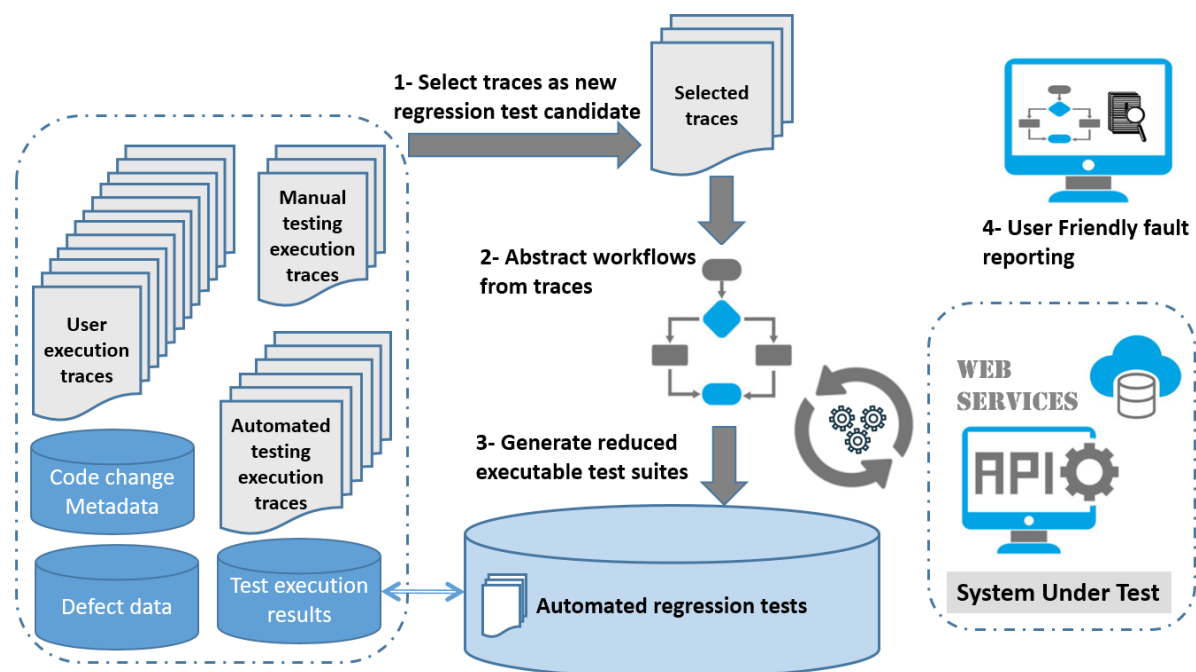 1- Select traces as new
regression test candidate
Selected
traces
Manual
testing
execution
traces
User
execution
traces
Automated
testing
execution
traces
Code change
Metadata
Defect data
Test execution
results
2- Abstract workflows
from traces
3- Generate reduced
executable test suites
Automated regression tests
4- User Friendly fault
reporting
WEB
SERVICES
API
System Under Test